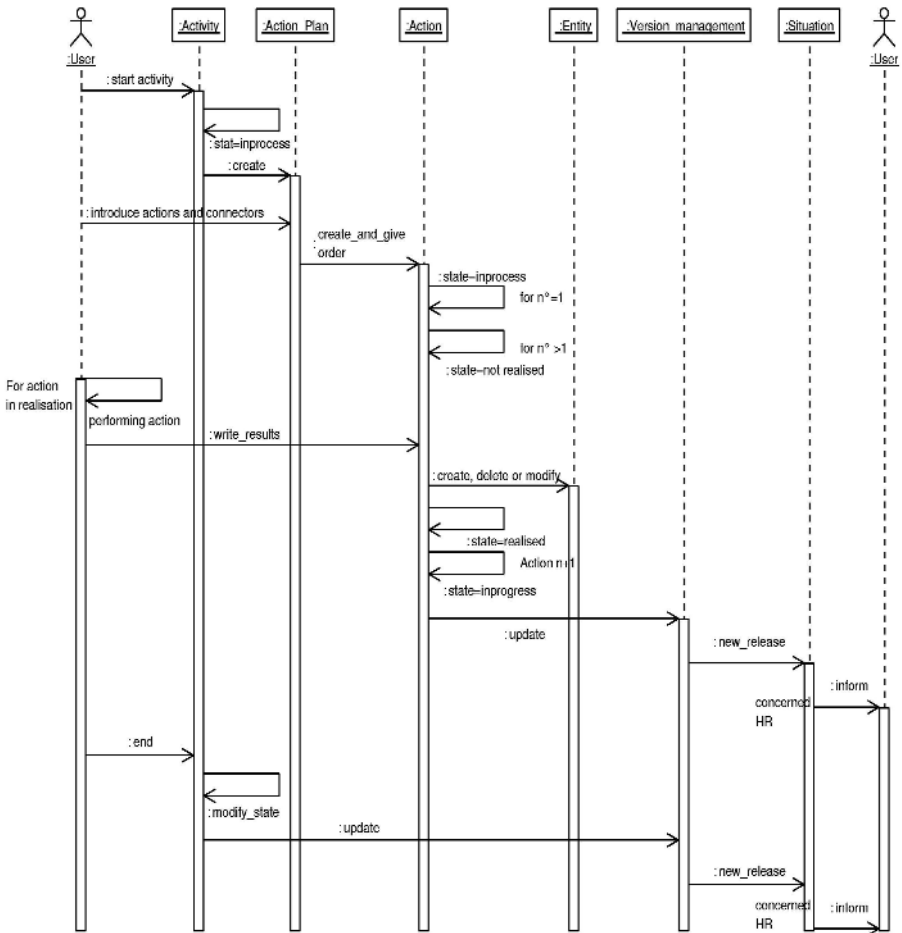 :User
:Activity
:Action_Plan
:Action
:Entity
:Version_management
:Situation
:User
:start activity
:stat=inprocess
:create
:introduce actions and connectors
:create_and_give
order
:state=inprocess
for n°=1
for n° >1
:state=not realised
For action
in realisation
performing action
:write_results
:create, delete or modify
:state=realised
Action n+1
:state=inprogress
:update
:new_release
:inform
concerned
HR
:end
:modify_state
:update
:new_release
concerned
HR
:inform